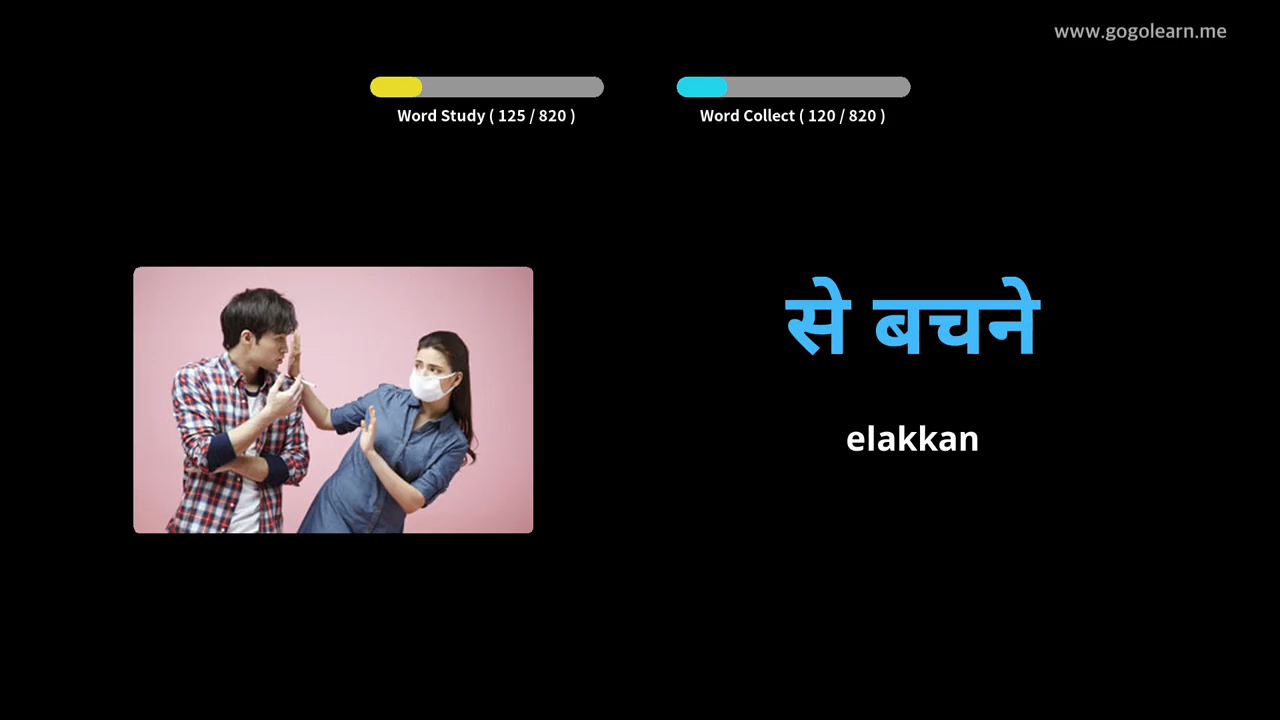 www.gogolearn.me
Word Study ( 125 / 820 )
Word Collect ( 120 / 820 )
से बचने
elakkan